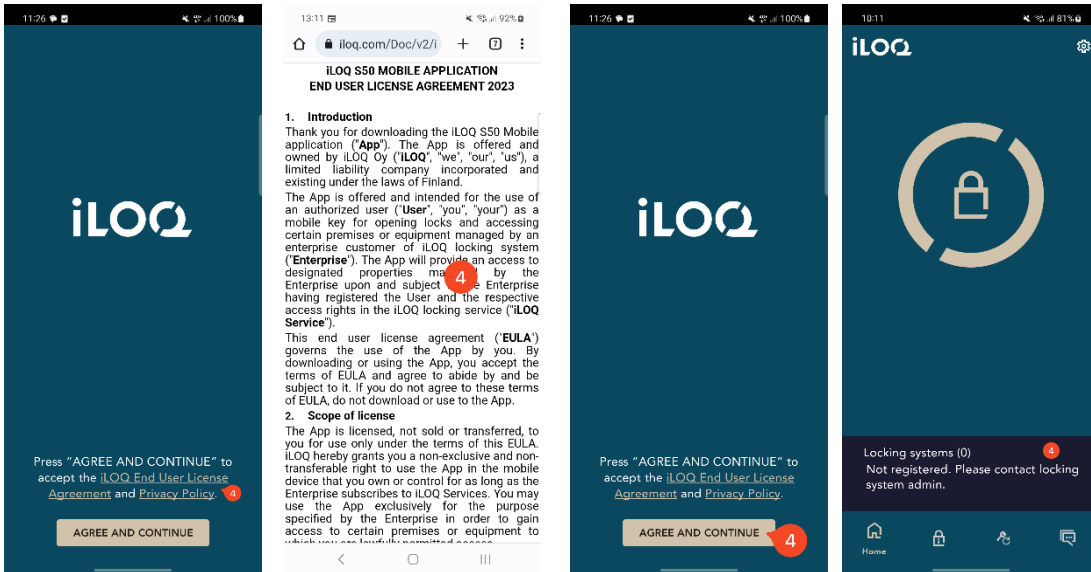 11:26
100%
iLOQ
Press "AGREE AND CONTINUE" to
accept the iLOQ End User License
Agreement and Privacy Policy.
4
AGREE AND CONTINUE
13:11
92%
iloq.com/Doc/v2/i
7
iLOQ S50 MOBILE APPLICATION
END USER LICENSE AGREEMENT 2023
1. Introduction
Thank you for downloading the iLOQ S50 Mobile
application ("App"). The App is offered and
owned by iLOQ Oy ("iLOQ", "we", "our", "us"), a
limited liability company incorporated and
existing under the laws of Finland.
The App is offered and intended for the use of
an authorized user ("User", "you", "your") as a
mobile key for opening locks and accessing
certain premises or equipment managed by an
enterprise customer of iLOQ locking system
("Enterprise"). The App will provide an access to
designated properties by the
Enterprise upon and subject Enterprise
having registered the User and the respective
access rights in the iLOQ locking service ("iLOQ
Service").
4
This end user license agreement ("EULA")
governs the use of the App by you. By
downloading or using the App, you accept the
terms of EULA and agree to abide by and be
subject to it. If you do not agree to these terms
of EULA, do not download or use to the App.
2. Scope of license
The App is licensed, not sold or transferred, to
you for use only under the terms of this EULA.
iLOQ hereby grants you a non-exclusive and non-
transferable right to use the App in the mobile
device that you own or control for as long as the
Enterprise subscribes to iLOQ Services. You may
use the App exclusively for the purpose
specified by the Enterprise in order to gain
access to certain premises or equipment to
11:26
100%
iLOQ
Press "AGREE AND CONTINUE" to
accept the iLOQ End User License
Agreement and Privacy Policy.
AGREE AND CONTINUE
4
10:11
81%
iLOQ
Locking systems (0)
4
Not registered. Please contact locking
system admin.
Home